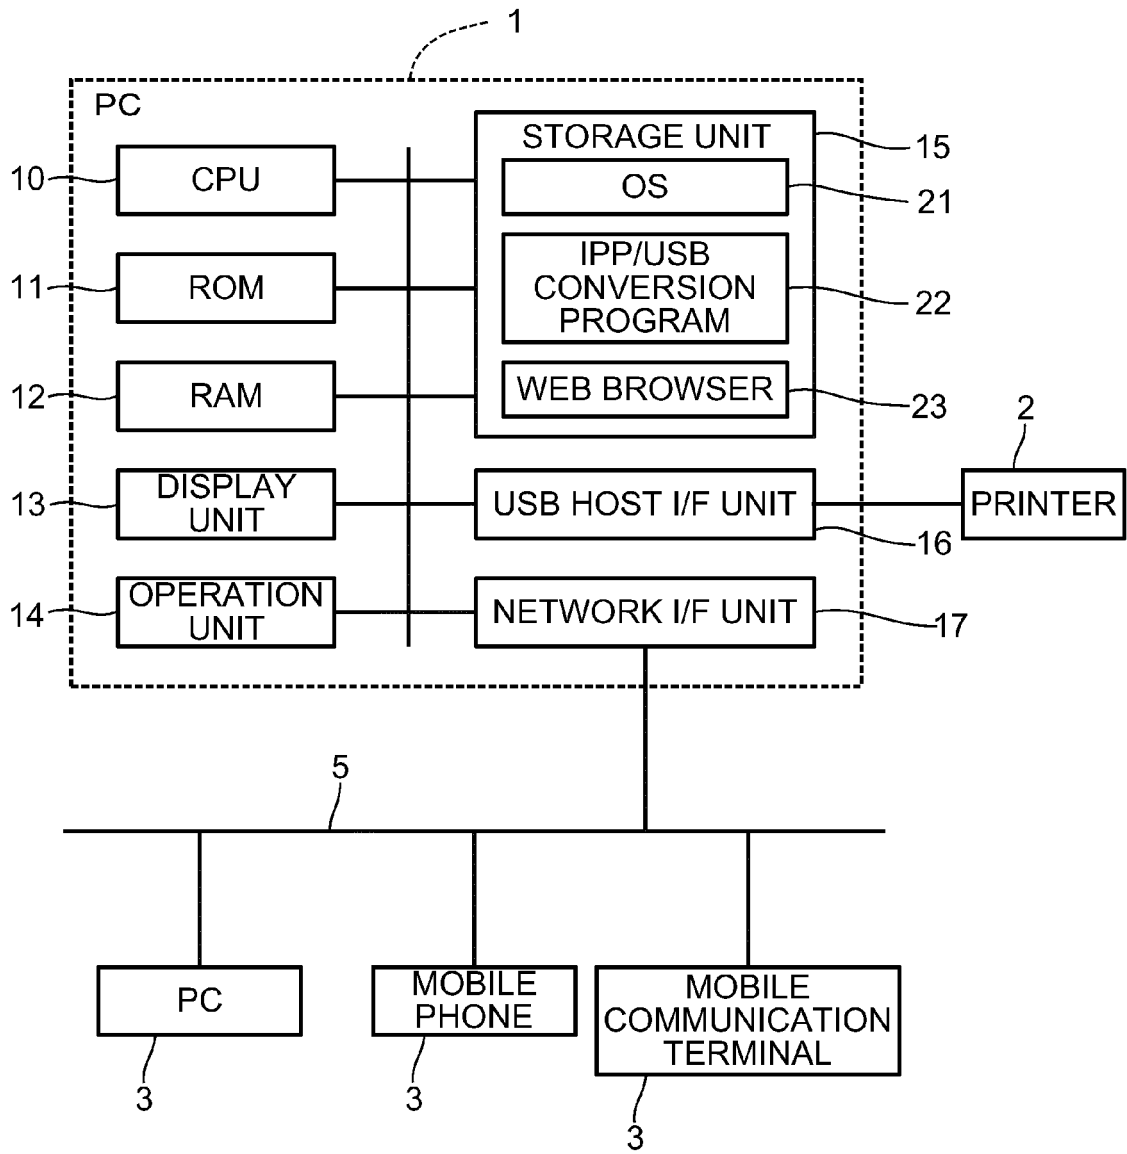 1
PC
STORAGE UNIT
15
10
CPU
OS
21
11
ROM
IPP/USB
CONVERSION
PROGRAM
22
12
RAM
WEB BROWSER
23
2
13
DISPLAY
UNIT
USB HOST I/F UNIT
16
PRINTER
14
OPERATION
UNIT
NETWORK I/F UNIT
17
5
PC
3
MOBILE
PHONE
3
MOBILE
COMMUNICATION
TERMINAL
3